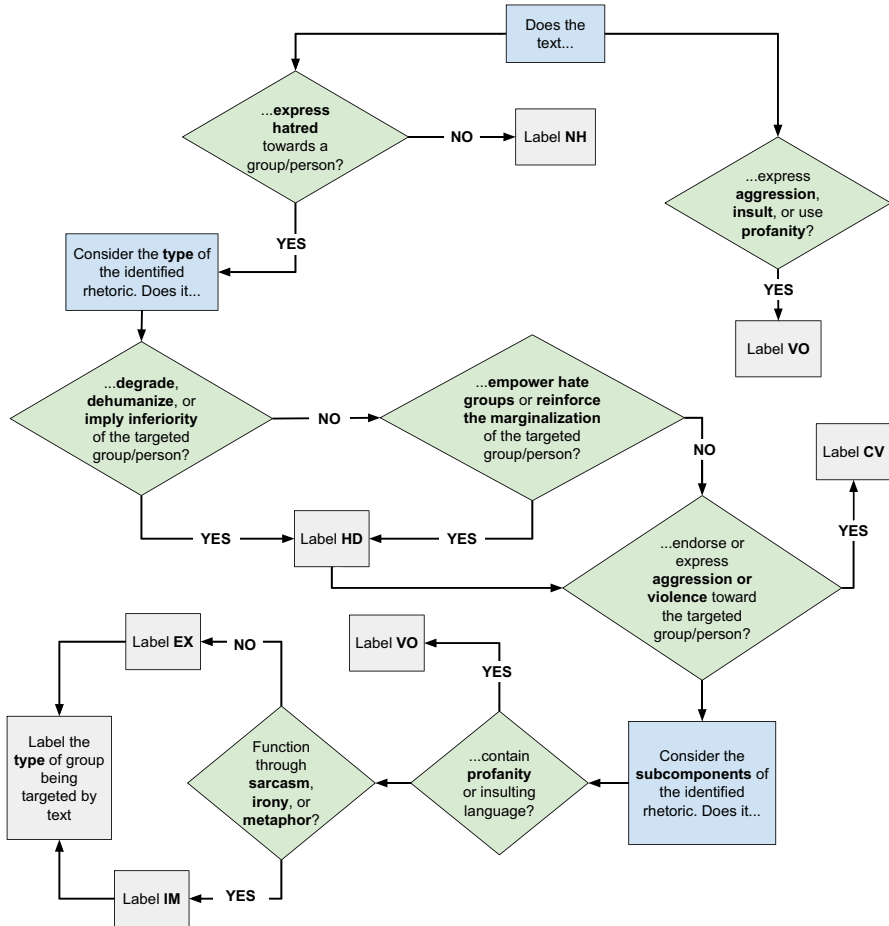 Does the
text...
...express
hatred
towards a
group/person?
NO
Label NH
...express
aggression,
insult, or use
profanity?
YES
Label VO
YES
Consider the type of
the identified
rhetoric. Does it...
...degrade,
dehumanize, or
imply inferiority
of the targeted
group/person?
NO
...empower hate
groups or reinforce
the marginalization
of the targeted
group/person?
NO
YES
Label HD
YES
...endorse or
express
aggression or
violence toward
the targeted
group/person?
YES
Label CV
Consider the
subcomponents of
the identified
rhetoric. Does it...
...contain
profanity
or insulting
language?
YES
Label VO
Function
through
sarcasm,
irony, or
metaphor?
NO
Label EX
YES
Label IM
Label the
type of group
being
targeted by
text